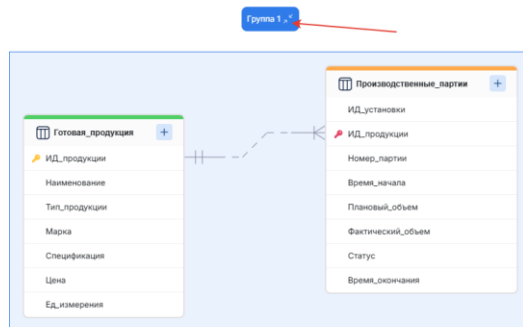 Группа 1
Готовая_продукция
ИД_продукции
Наименование
Тип_продукции
Марка
Спецификация
Цена
Ед_измерения
Производственные_партии
ИД_установки
ИД_продукции
Номер_партии
Время_начала
Плановый_объем
Фактический_объем
Статус
Время_окончания